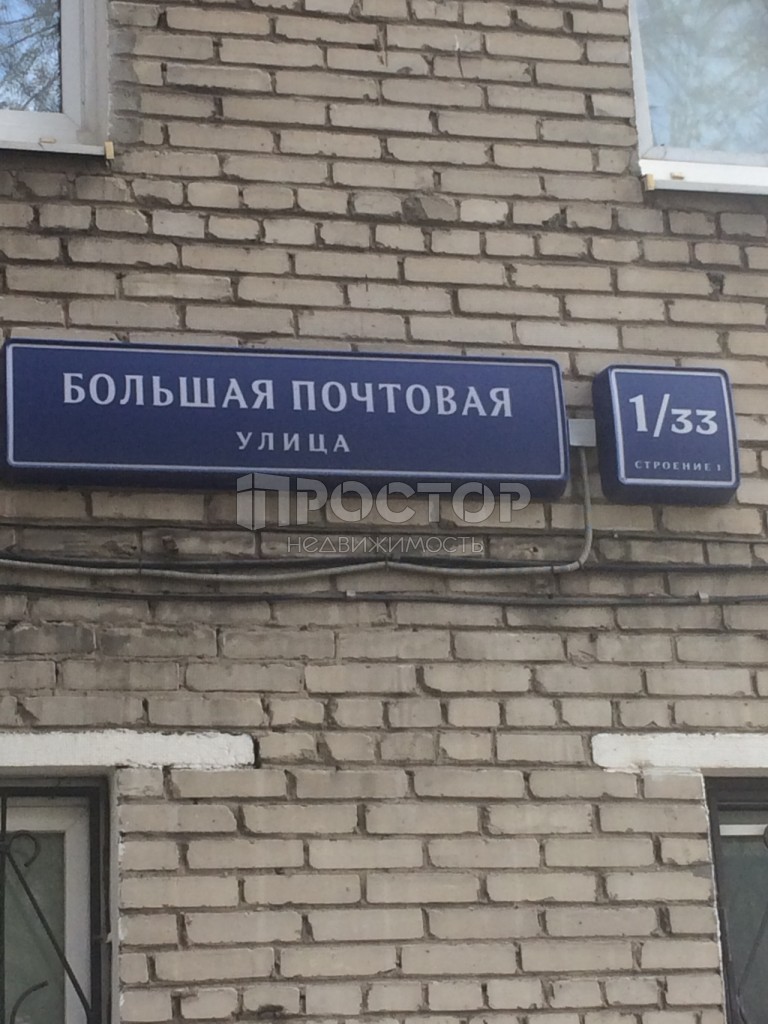 БОЛЬШАЯ ПОЧТОВАЯ
УЛИЦА
1/33
СТРОЕНИЕ 1
ПРОСТОР
НЕДВИЖИМОСТЬ